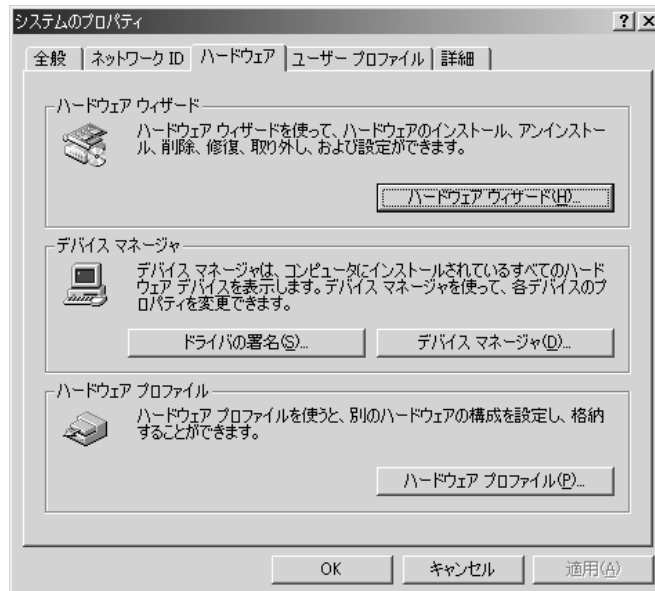 システムのプロパティ
全般 ネットワーク ID ハードウェア ユーザー プロファイル 詳細
ハードウェア ウィザード
ハードウェア ウィザードを使って、ハードウェアのインストール、アンインストー
ル、削除、修復、取り外し、および設定ができます。
ハードウェア ウィザード(H)...
デバイス マネージャ
デバイス マネージャは、コンピュータにインストールされているすべてのハード
ウェア デバイスを表示します。デバイス マネージャを使って、各デバイスのプ
ロパティを変更できます。
ドライバの署名(S)... デバイス マネージャ(D)...
ハードウェア プロファイル
ハードウェア プロファイルを使うと、別のハードウェアの構成を設定し、格納
することができます。
ハードウェア プロファイル(P)...
OK キャンセル 適用(A)